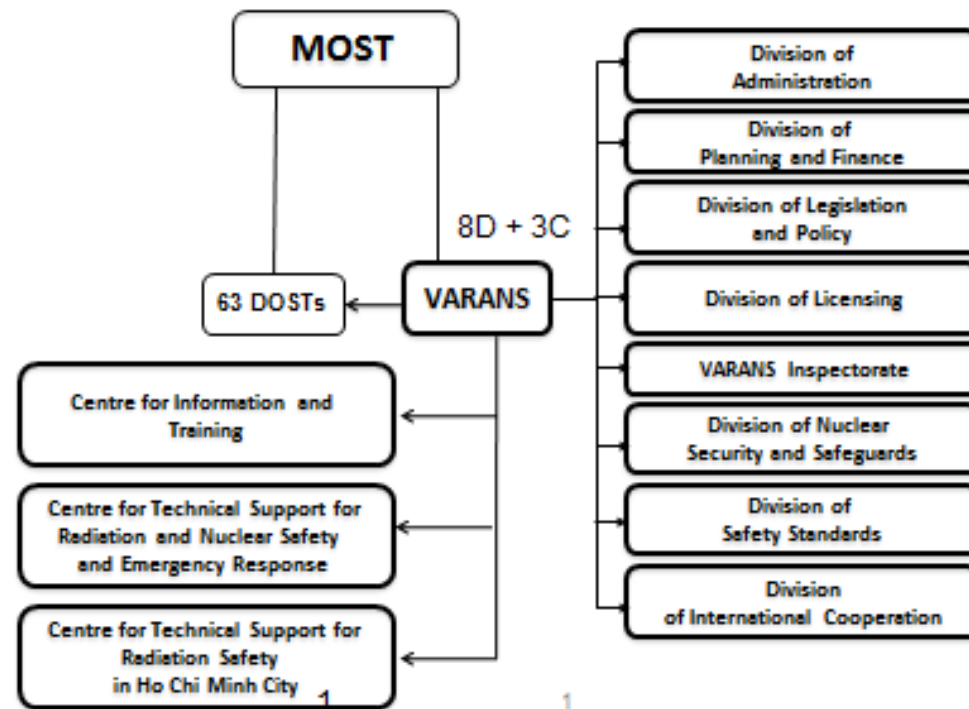 MOST
8D + 3C
63 DOSTs
VARANS
Centre for Information and
Training
Centre for Technical Support for
Radiation and Nuclear Safety
and Emergency Response
Centre for Technical Support for
Radiation Safety
in Ho Chi Minh City
Division of
Administration
Division of
Planning and Finance
Division of Legislation
and Policy
Division of Licensing
VARANS Inspectorate
Division of Nuclear
Security and Safeguards
Division of
Safety Standards
Division
of International Cooperation
1
1